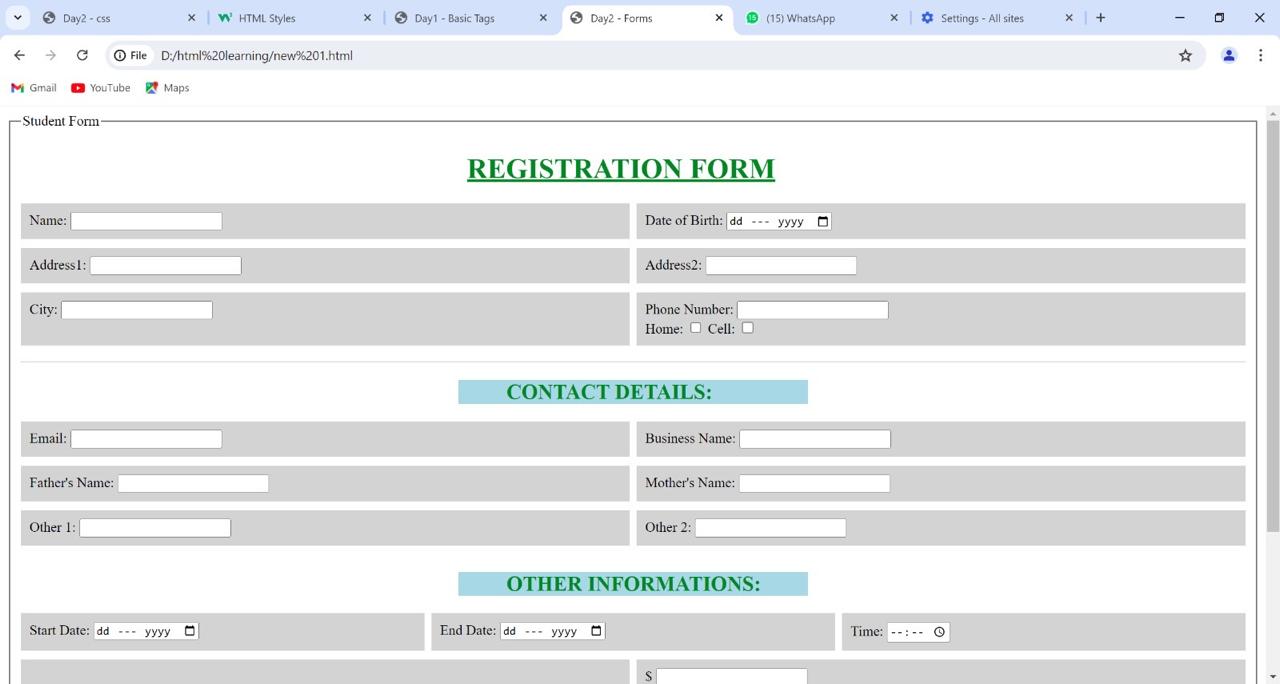 Day2 - css
HTML Styles
Day1 - Basic Tags
Day2 - Forms
15 (15) WhatsApp
Settings - All sites
File D:/html%20learning/new%201.html
Gmail YouTube Maps
Student Form
REGISTRATION FORM
Name: Date of Birth: dd --- yyyy
Address1: Address2:
City: Phone Number:
Home: Cell:
CONTACT DETAILS:
Email: Business Name:
Father's Name: Mother's Name:
Other 1: Other 2:
OTHER INFORMATIONS:
Start Date: dd --- yyyy End Date: dd --- yyyy Time: --:--
$